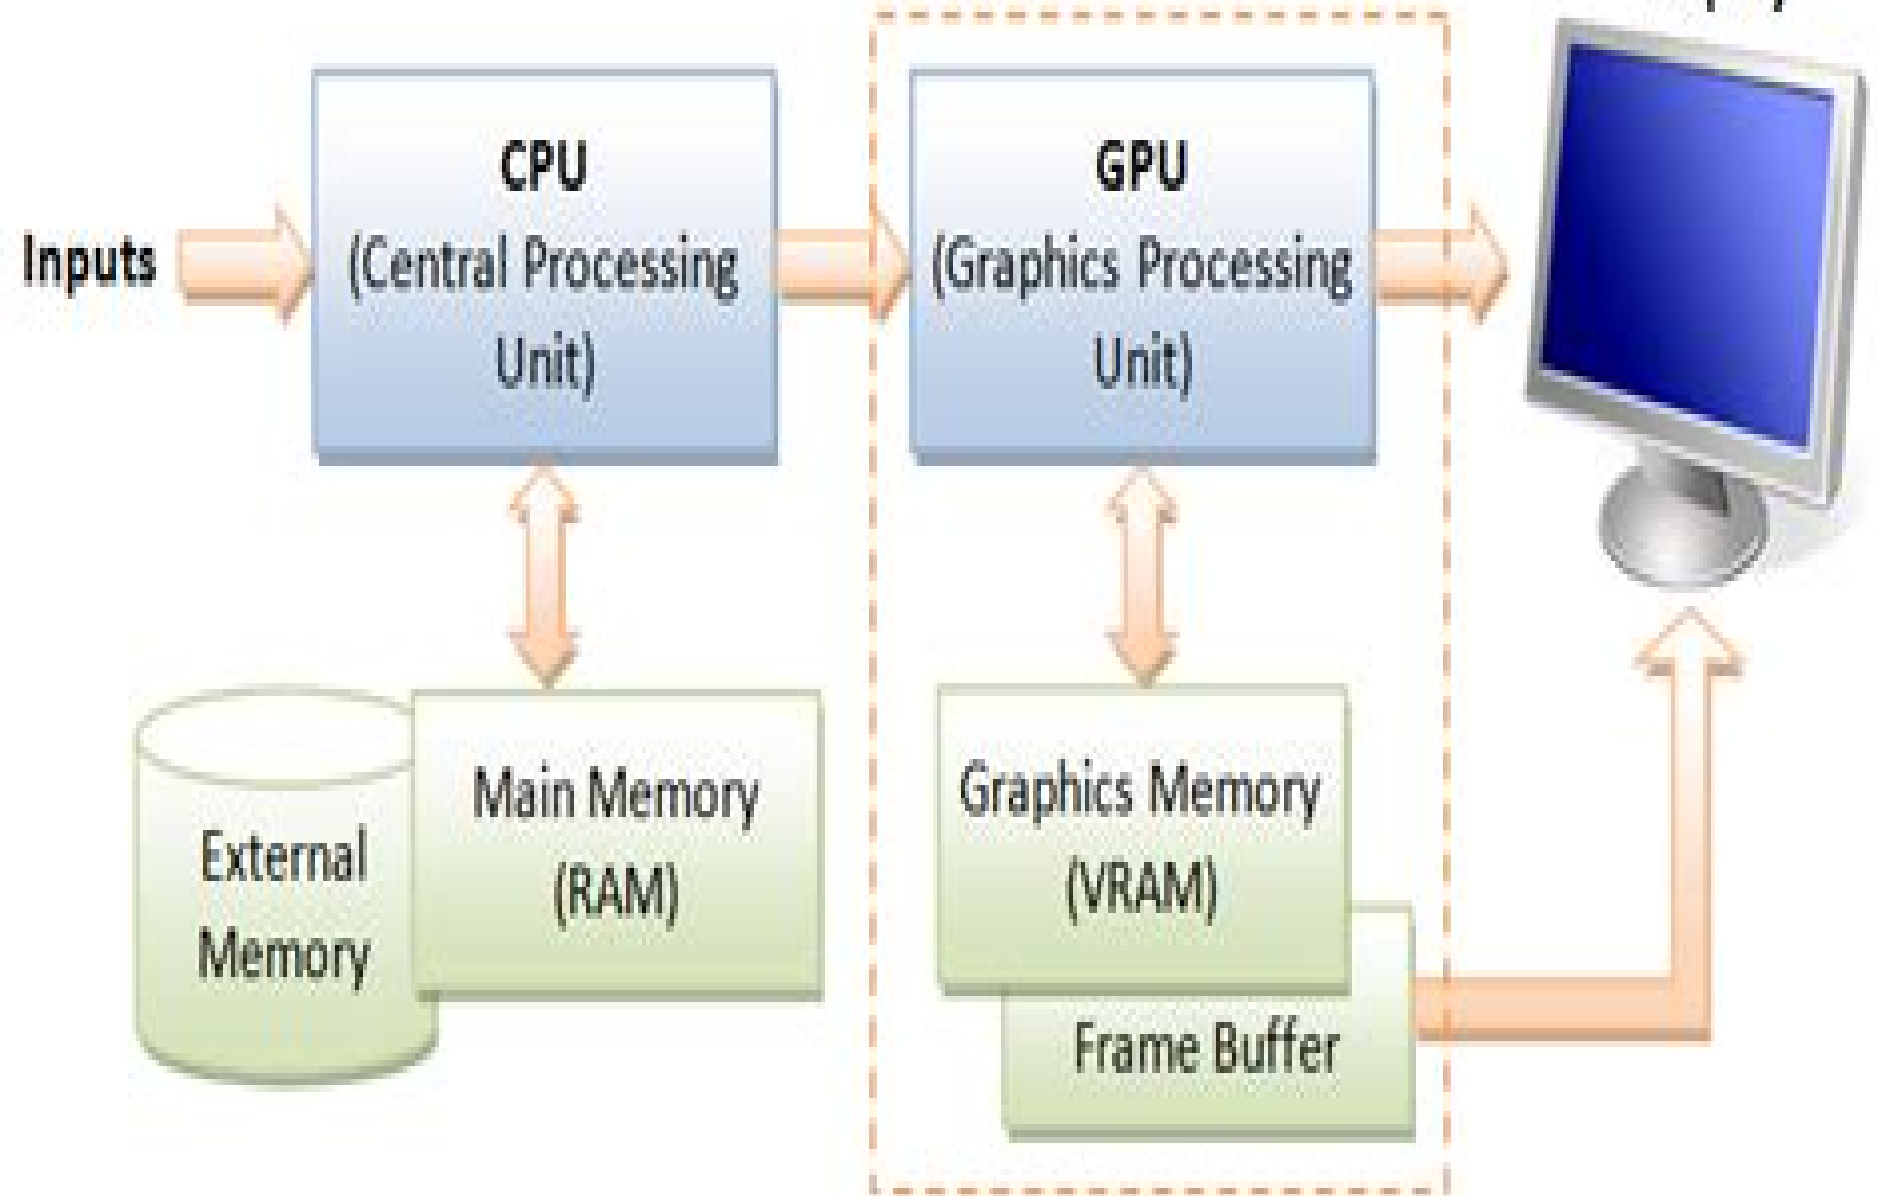 CPU
(Central Processing
Unit)
GPU
(Graphics Processing
Unit)
Inputs
External
Memory
Main Memory
(RAM)
Graphics Memory
(VRAM)
Frame Buffer